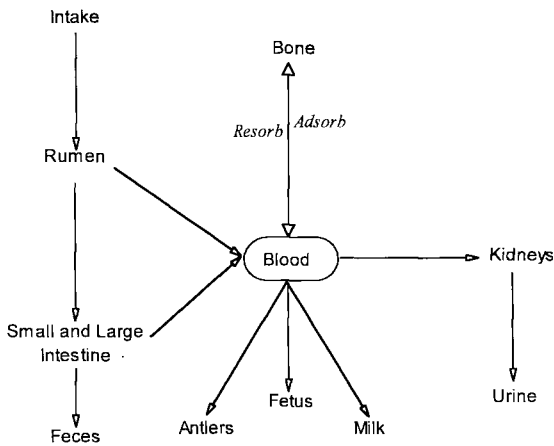 Intake
Bone
Resorb
Adsorb
Rumen
Blood
Kidneys
Small and Large
Intestine
Feces
Antlers
Fetus
Milk
Urine